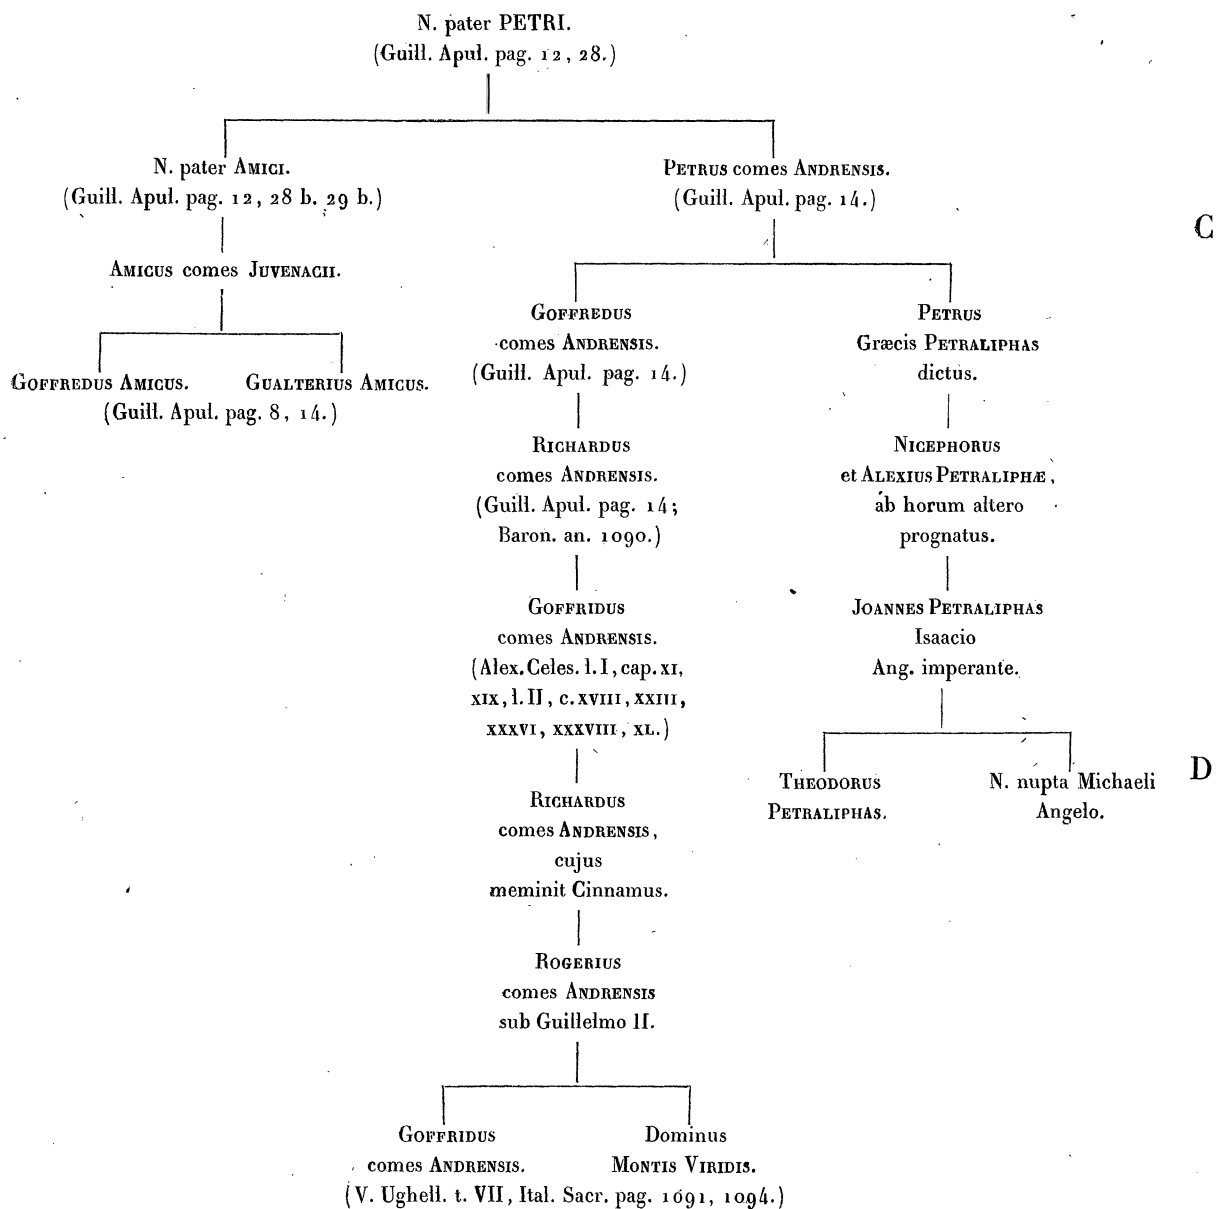 N. pater PETRI.
(Guill. Apul. pag. 12, 28.)
N. pater AMICI.
(Guill. Apul. pag. 12, 28 b. 29 b.)
AMICUS comes JUVENACII.
GOFFREDUS AMICUS.
GUALTERIUS AMICUS.
(Guill. Apul. pag. 8, 14.)
PETRUS comes ANDRENSIS.
(Guill. Apul. pag. 14.)
C
GOFFREDUS
comes ANDRENSIS.
(Guill. Apul. pag. 14.)
RICHARDUS
comes ANDRENSIS.
(Guill. Apul. pag. 14;
Baron. an. 1090.)
GOFFRIDUS
comes ANDRENSIS.
(Alex. Celes. l. I, cap. XI,
XIX, l. II, c. XVIII, XXIII,
XXXVI, XXXVIII, XL.)
RICHARDUS
comes ANDRENSIS,
cujus
meminit Cinnamus.
ROGERIUS
comes ANDRENSIS
sub Guillelmo II.
GOFFRIDUS
comes ANDRENSIS.
Dominus
MONTIS VIRIDIS.
(V. Ughell. t. VII, Ital. Sacr. pag. 1091, 1094.)
PETRUS
Græcis PETRALIPHAS
dictus.
NICEPHORUS
et ALEXIUS PETRALIPHÆ,
ab horum altero
prognatus.
JOANNES PETRALIPHAS
Isaacio
Ang. imperante.
THEODORUS
PETRALIPHAS.
N. nupta Michaeli
Angelo.
D